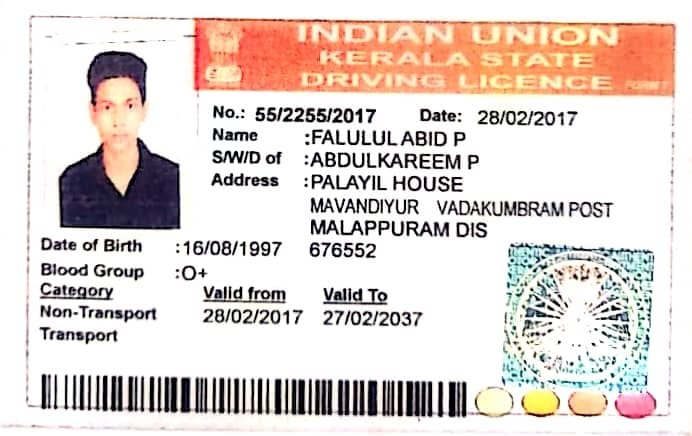 INDIAN UNION
KERALA STATE
DRIVING LICENCE FORM 7
No.: 55/2255/2017 Date: 28/02/2017
Name :FALULUL ABID P
S/W/D of :ABDULKAREEM P
Address :PALAYIL HOUSE
MAVANDIYUR VADAKUMBRAM POST
MALAPPURAM DIS
Date of Birth :16/08/1997 676552
Blood Group :O+
Category Valid from Valid To
Non-Transport 28/02/2017 27/02/2037
Transport